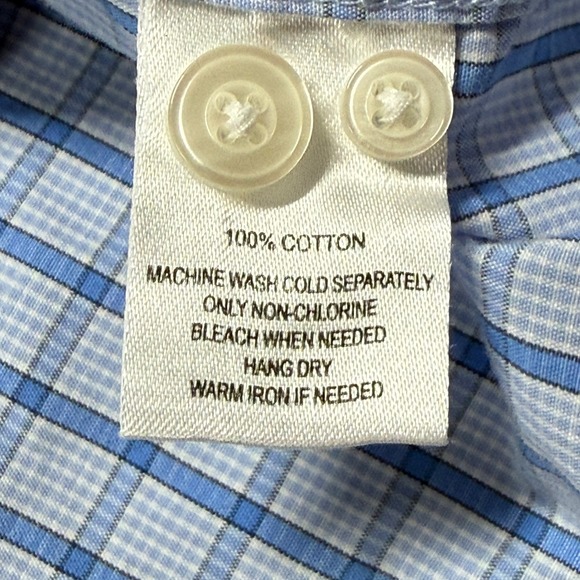 100% COTTON
MACHINE WASH COLD SEPARATELY
ONLY NON-CHLORINE
BLEACH WHEN NEEDED
HANG DRY
WARM IRON IF NEEDED